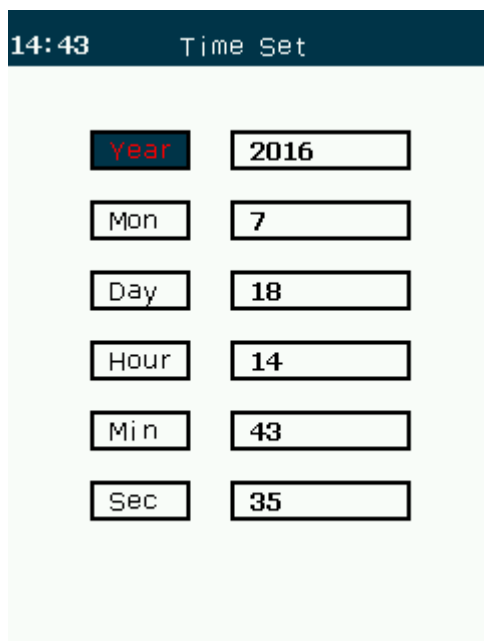 14:43 Time Set
Year 2016
Mon 7
Day 18
Hour 14
Min 43
Sec 35